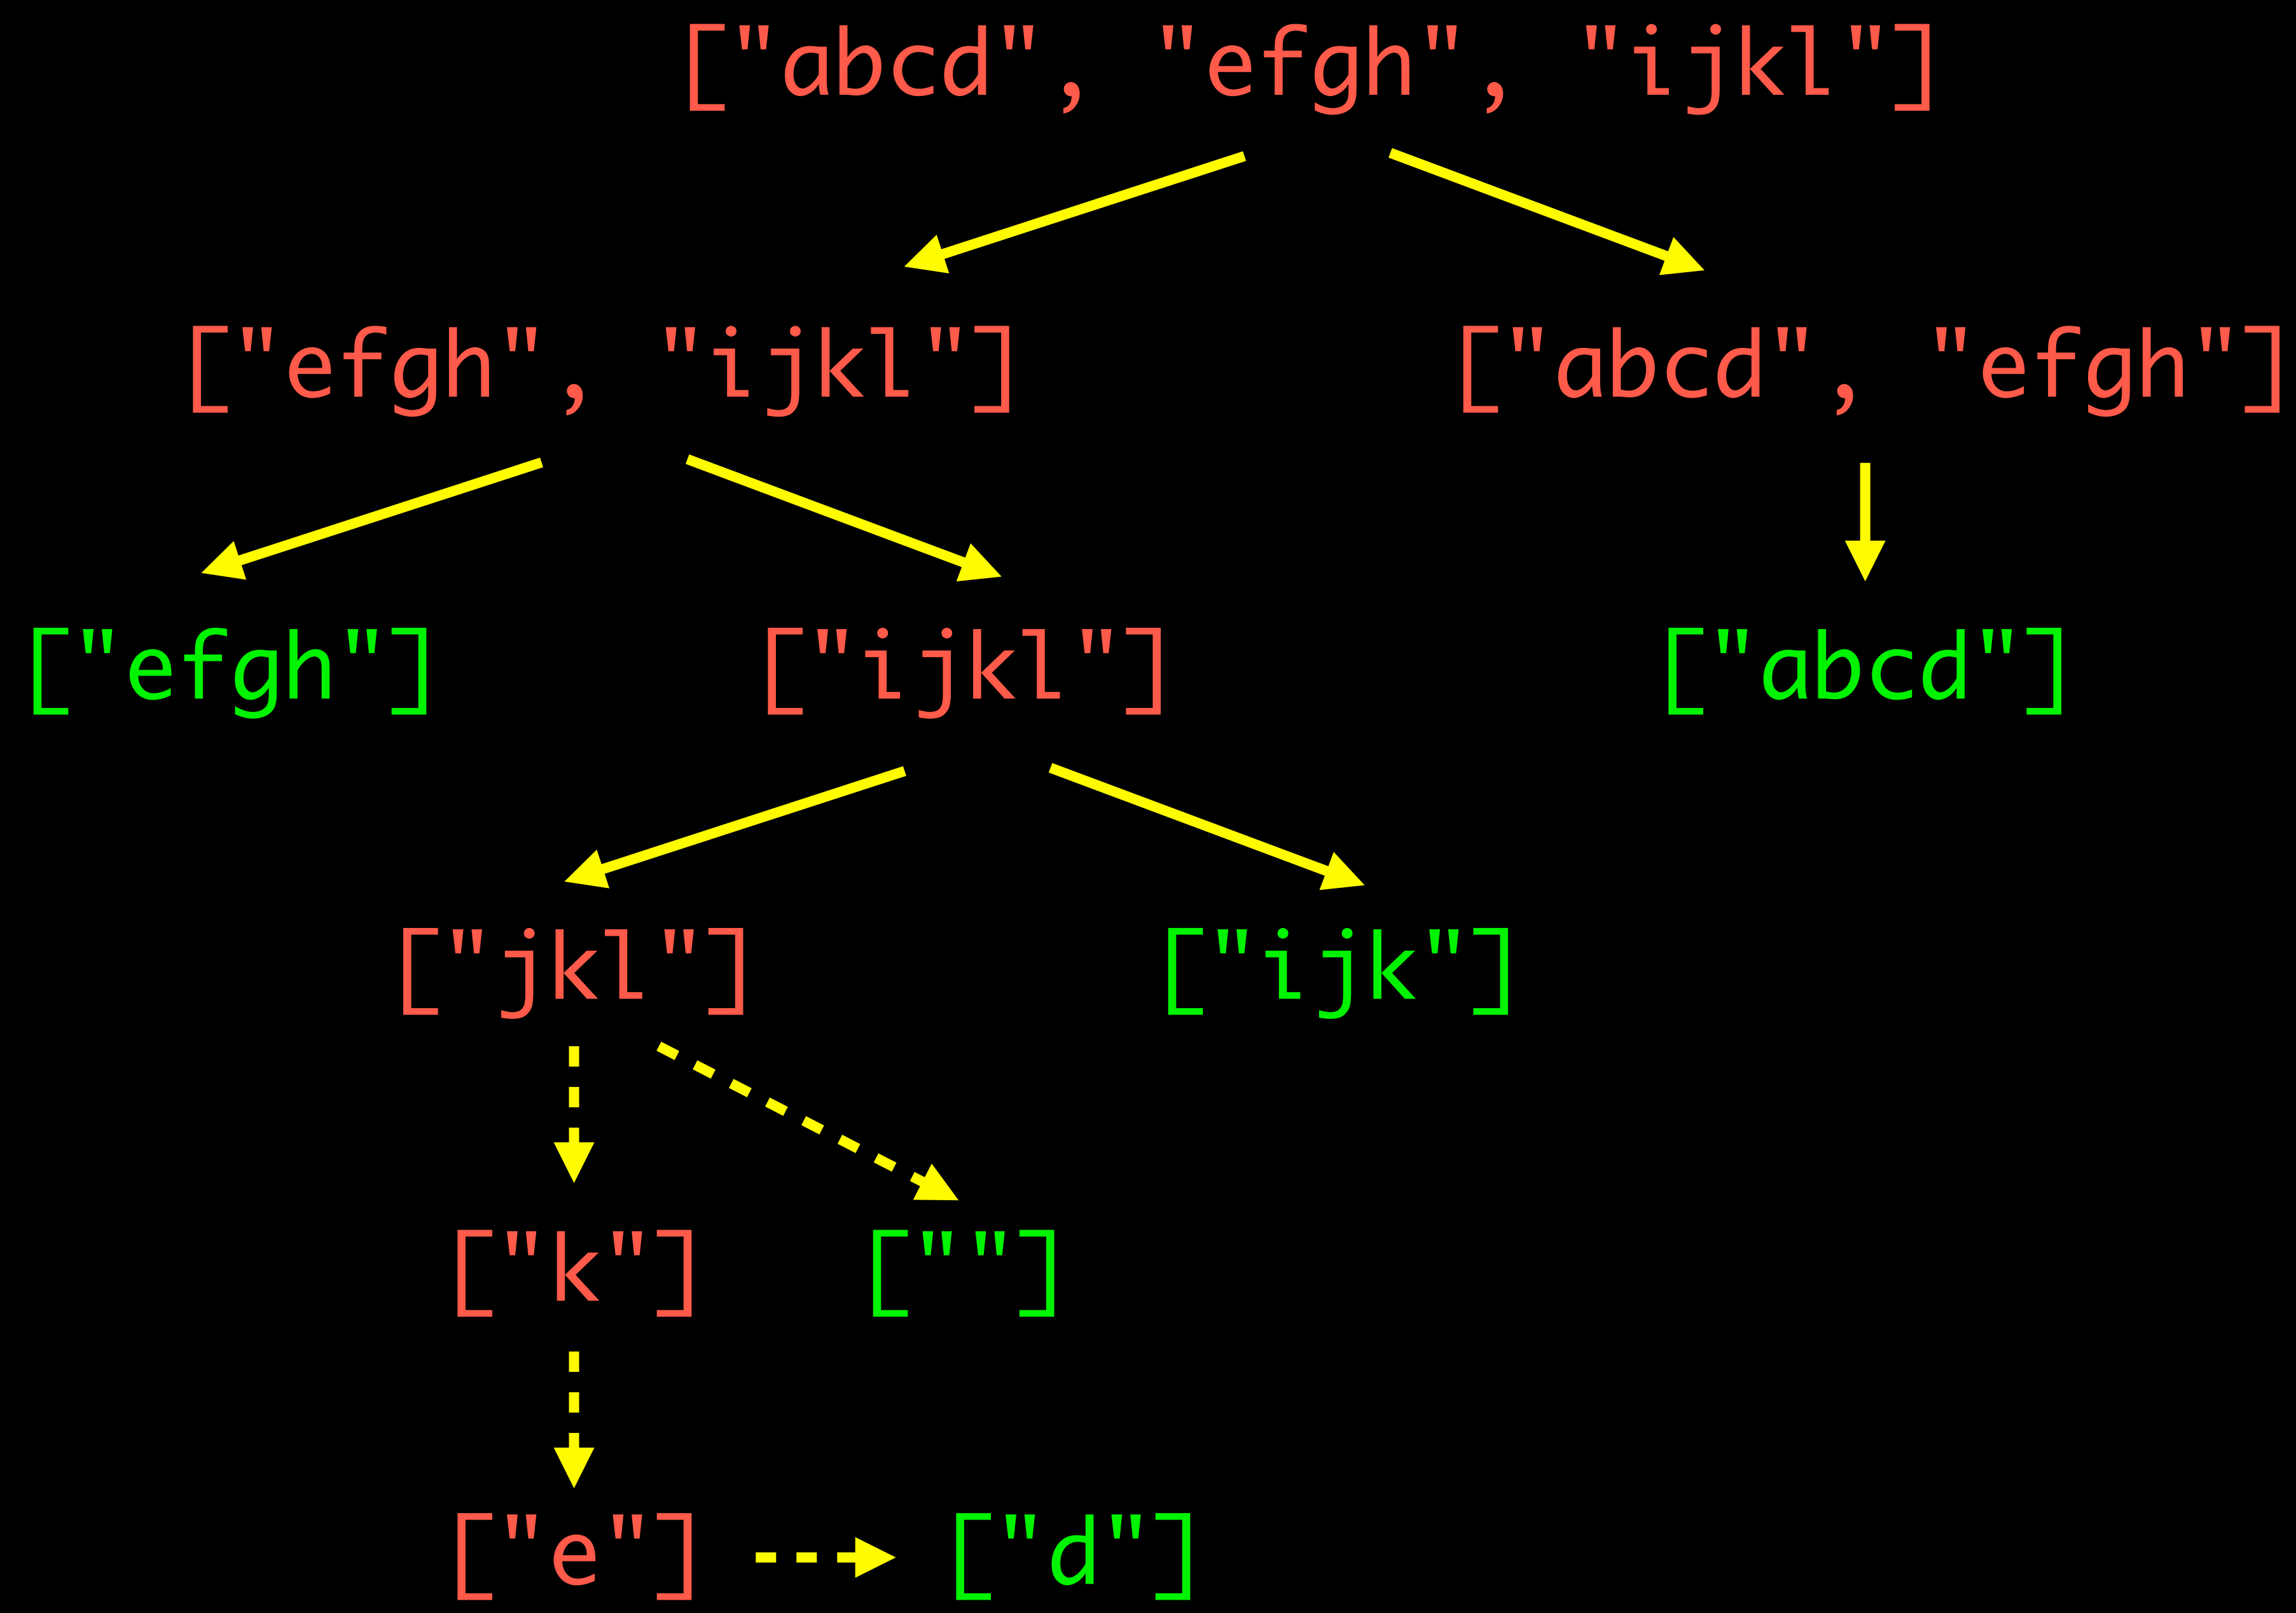 ["abcd", "efgh", "ijkl"]
["efgh", "ijkl"] ["abcd", "efgh"]
["efgh"] ["ijkl"] ["abcd"]
["jkl"] ["ijk"]
["k"] [""]
["e"] ["d"]